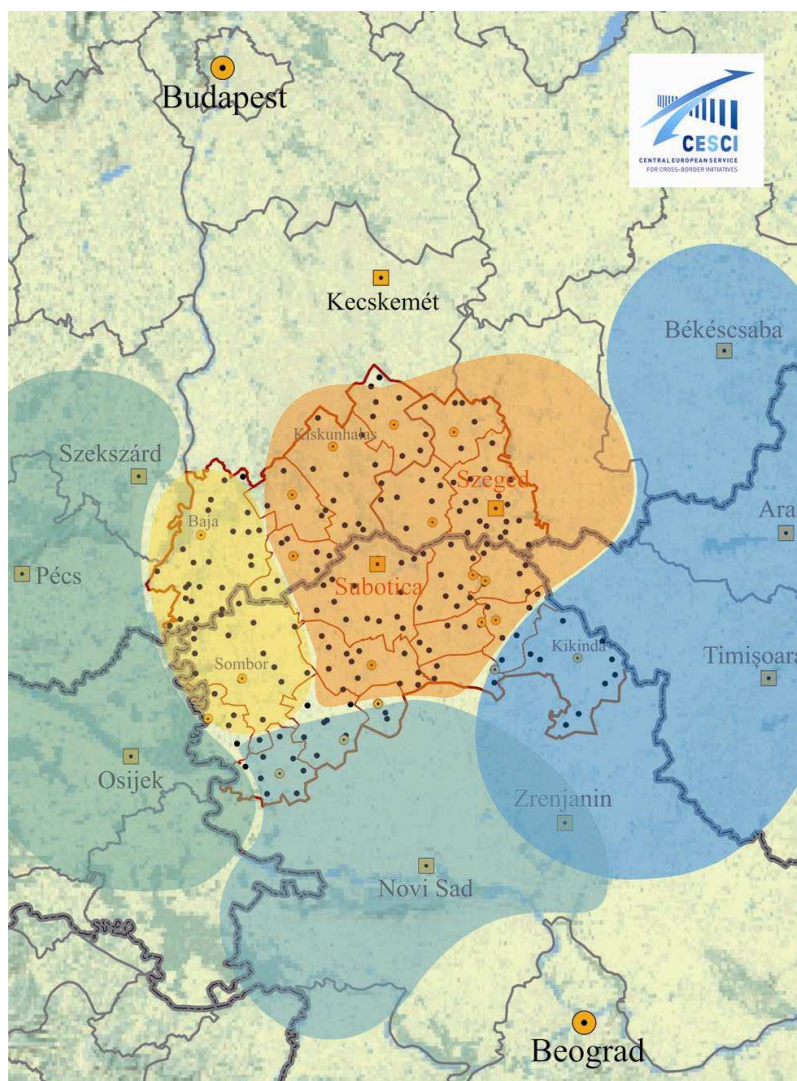 Budapest
CESCI
CENTRAL EUROPEAN SERVICE
FOR CROSS-BORDER INITIATIVES
Kecskemét
Békéscsaba
Kiskunhalas
Szekszárd
Szeged
Baja
Ara
Pécs
Subotica
Kikinda
Sombor
Timișoara
Osijek
Zrenjanin
Novi Sad
Beograd